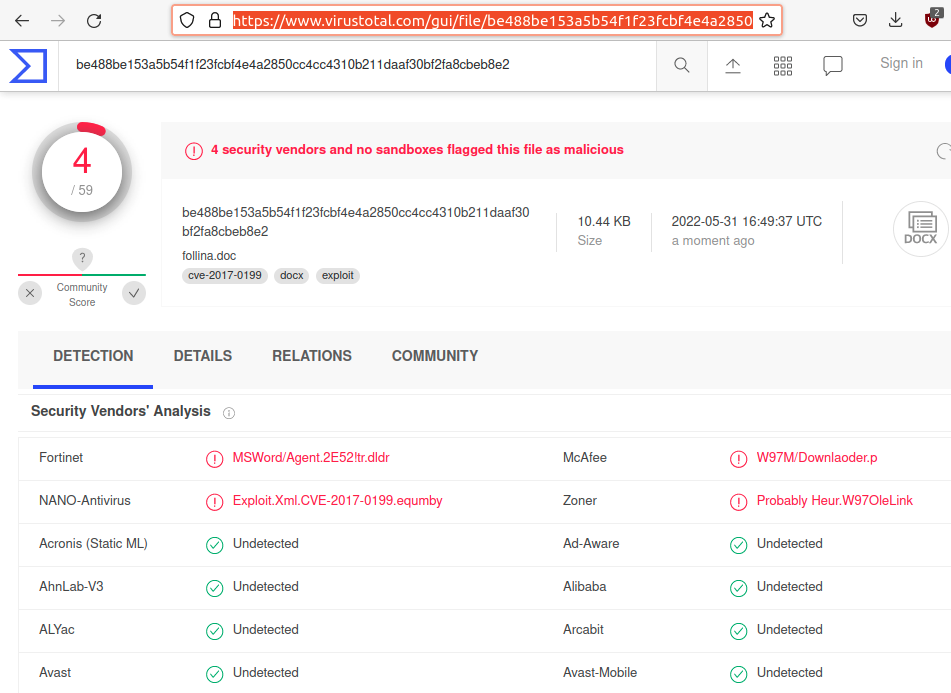 https://www.virustotal.com/gui/file/be488be153a5b54f1f23fcbf4e4a2850
2
be488be153a5b54f1f23fcbf4e4a2850cc4cc4310b211daaf30bf2fa8cbeb8e2
Sign in
4
/ 59
4 security vendors and no sandboxes flagged this file as malicious
be488be153a5b54f1f23fcbf4e4a2850cc4cc4310b211daaf30
bf2fa8cbeb8e2
follina.doc
cve-2017-0199 docx exploit
10.44 KB
Size
2022-05-31 16:49:37 UTC
a moment ago
DOCX
?
Community
Score
DETECTION DETAILS RELATIONS COMMUNITY
Security Vendors' Analysis
Fortinet MSWord/Agent.2E52!tr.dldr McAfee W97M/Downlaoder.p
NANO-Antivirus Exploit.Xml.CVE-2017-0199.equmby Zoner Probably Heur.W97OleLink
Acronis (Static ML) Undetected Ad-Aware Undetected
AhnLab-V3 Undetected Alibaba Undetected
ALYac Undetected Arcabit Undetected
Avast Undetected Avast-Mobile Undetected